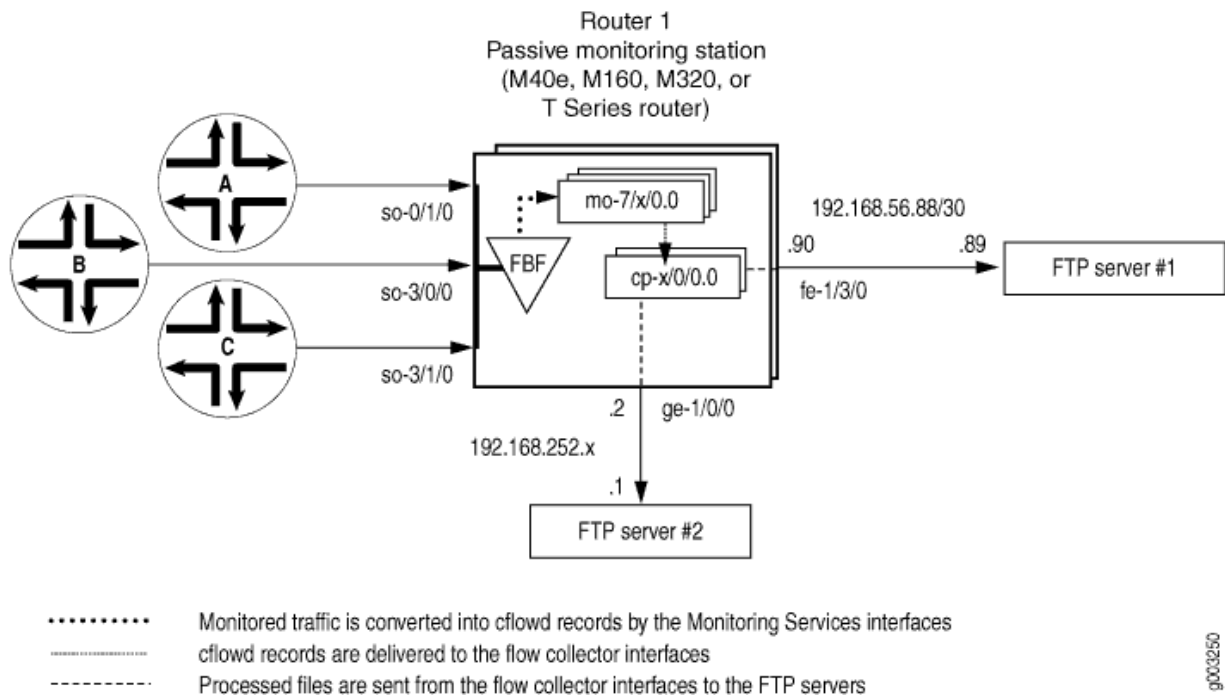 Router 1
Passive monitoring station
(M40e, M160, M320, or
T Series router)
A
B
C
so-0/1/0
so-3/0/0
so-3/1/0
FBF
mo-7/x/0.0
cp-x/0/0.0
192.168.56.88/30
.90
.89
fe-1/3/0
FTP server #1
.2
ge-1/0/0
192.168.252.x
.1
FTP server #2
Monitored traffic is converted into cflowd records by the Monitoring Services interfaces
cflowd records are delivered to the flow collector interfaces
Processed files are sent from the flow collector interfaces to the FTP servers
g003250